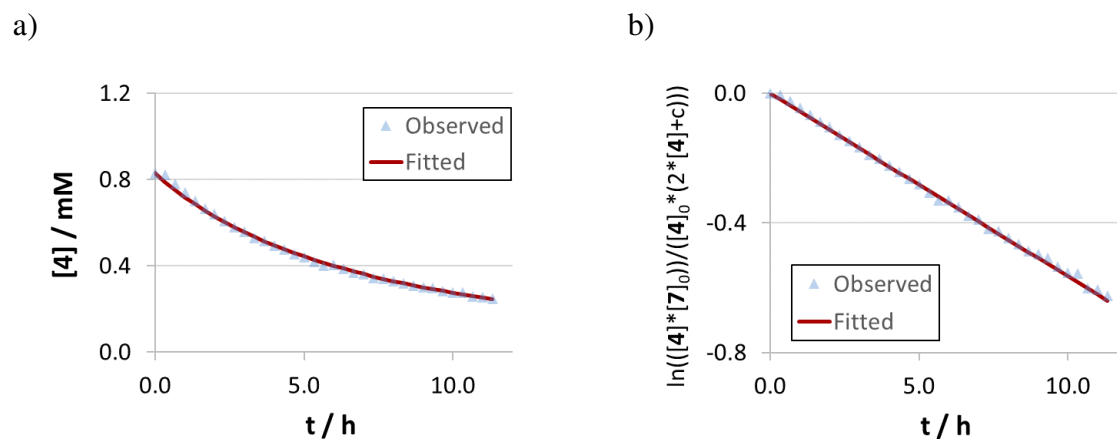 a)
1.2
0.8
0.4
0.0
0.0
5.0
10.0
[4] / mM
t / h
Observed
Fitted
b)
0.0
-0.4
-0.8
0.0
5.0
10.0
ln(([4]*[7]₀))/([4]₀*(2*[4]+c)))
t / h
Observed
Fitted